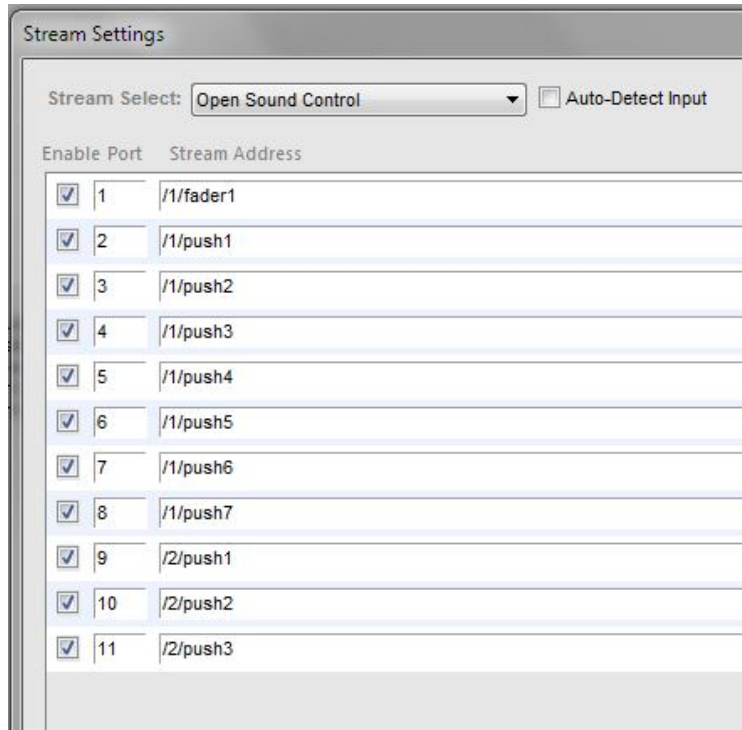 Stream Settings
Stream Select: Open Sound Control Auto-Detect Input
Enable Port Stream Address
1 /1/fader1
2 /1/push1
3 /1/push2
4 /1/push3
5 /1/push4
6 /1/push5
7 /1/push6
8 /1/push7
9 /2/push1
10 /2/push2
11 /2/push3